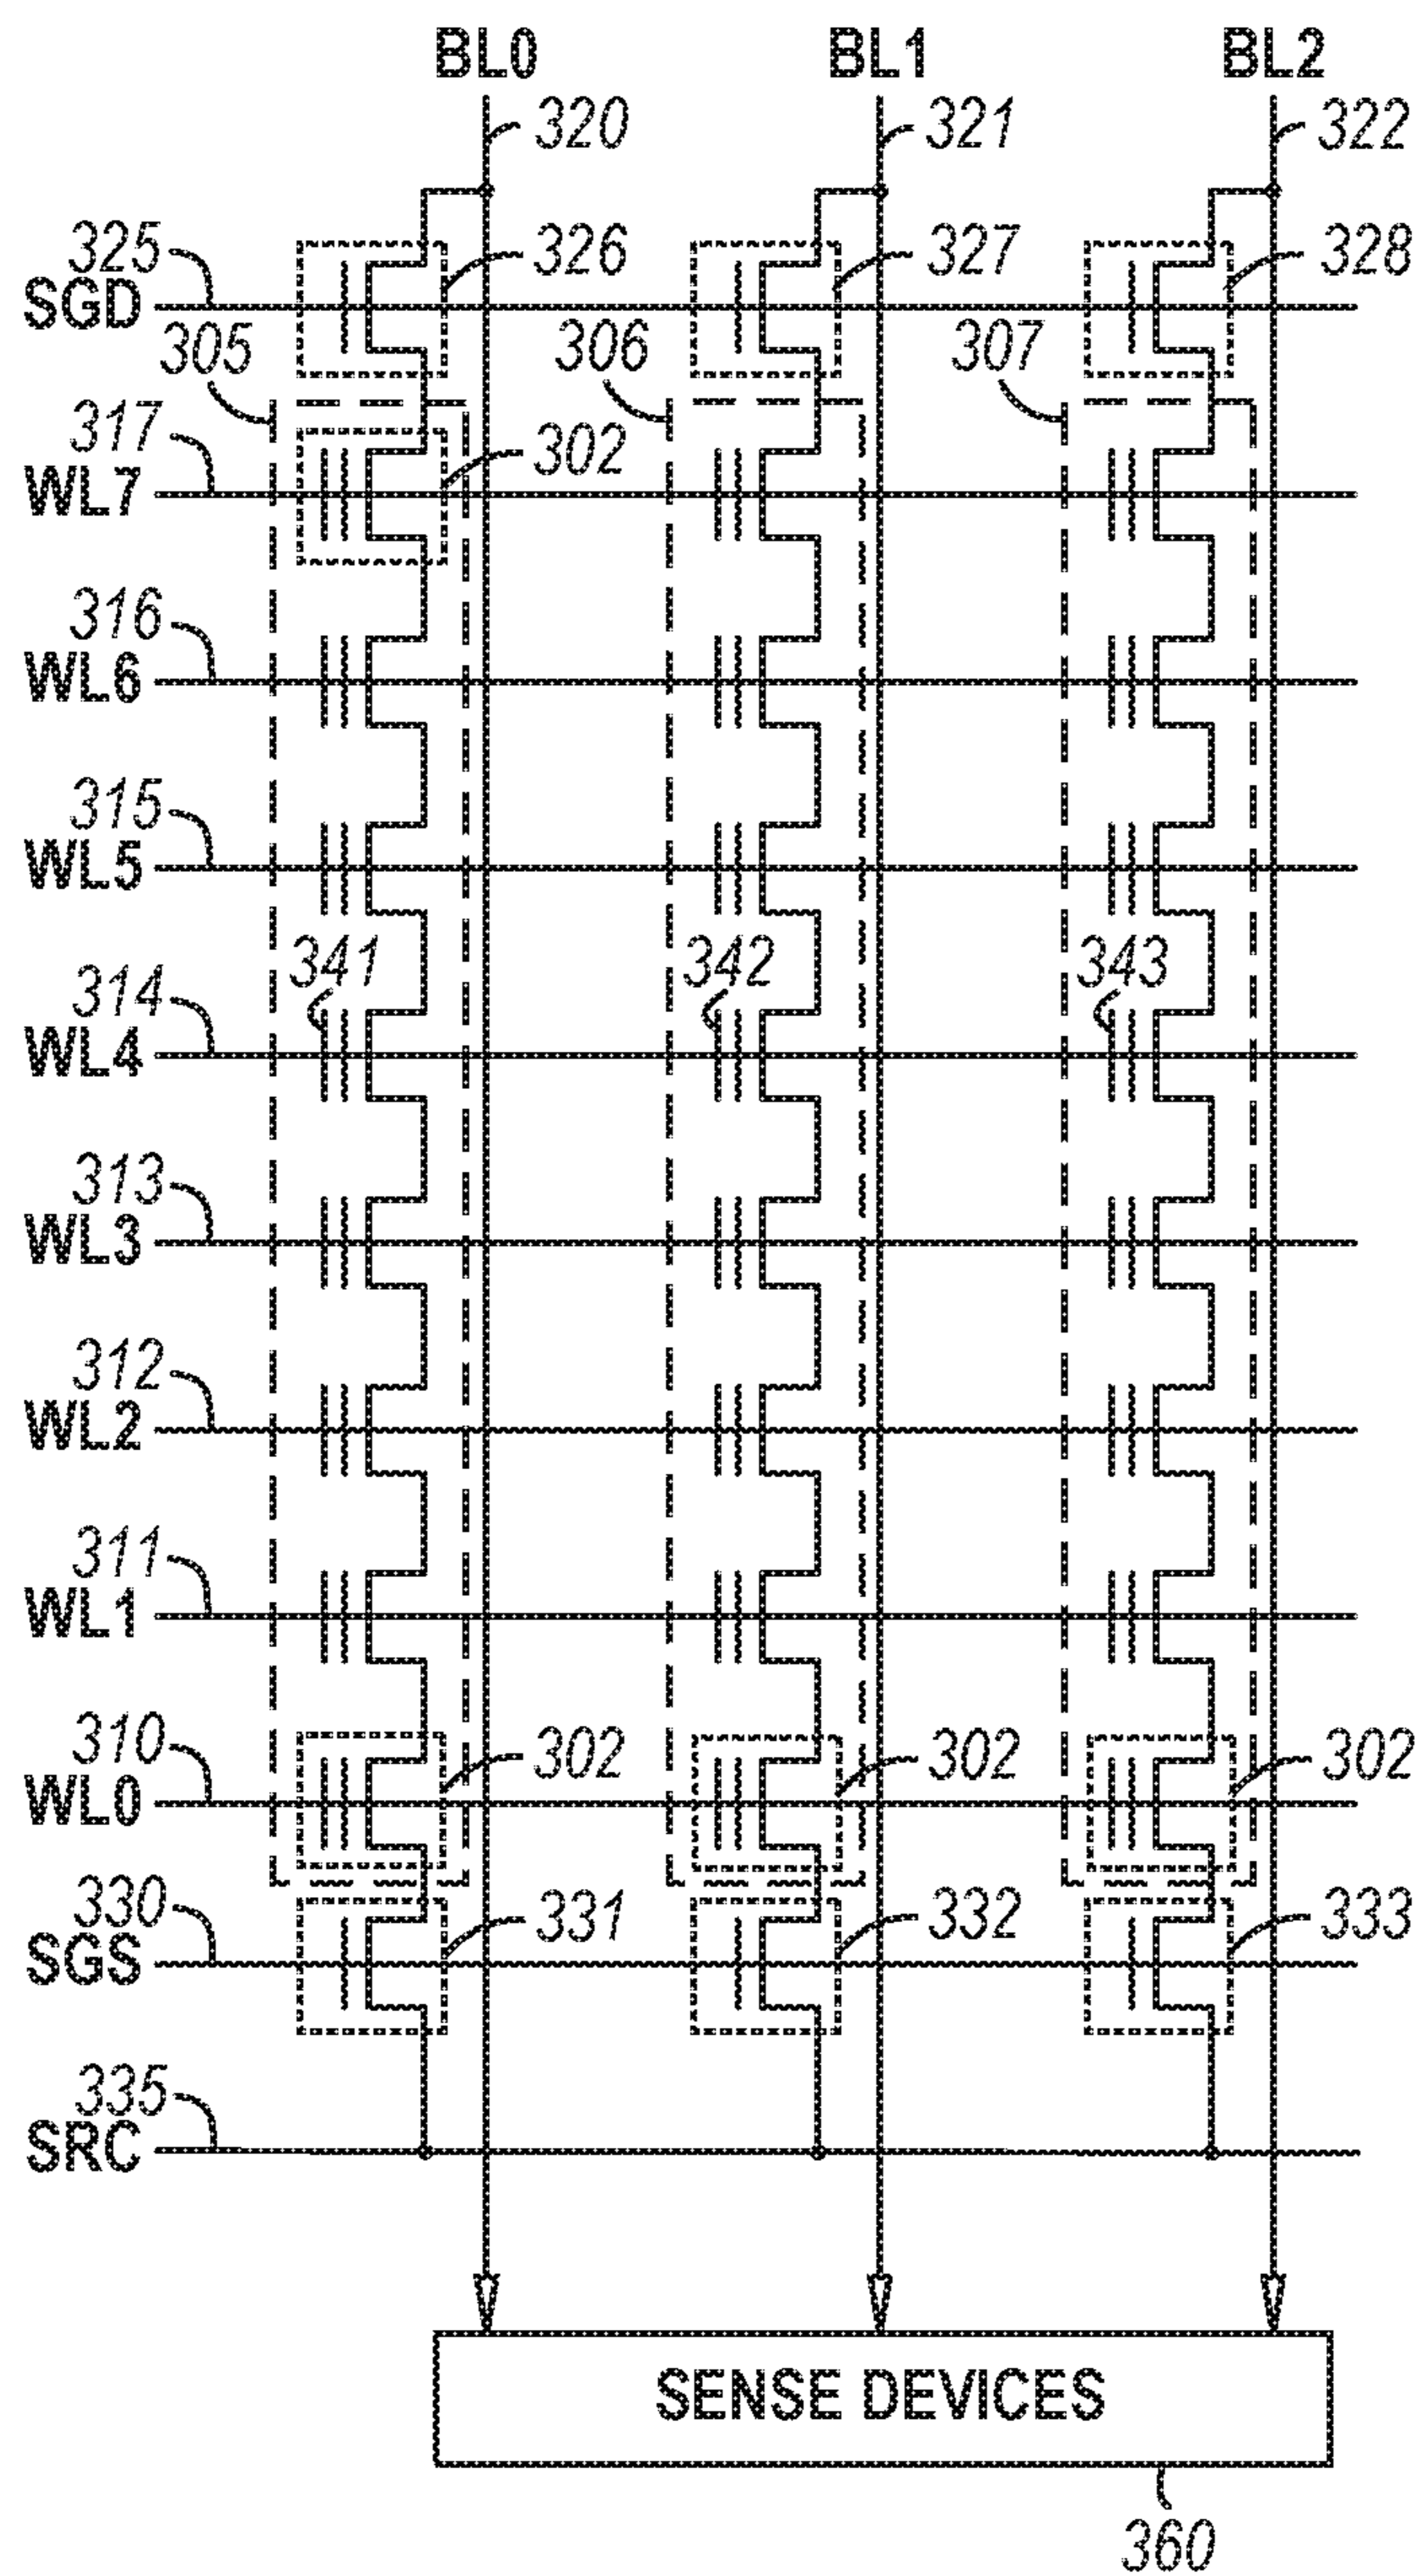 BL0 BL1 BL2
320 321 322
325 326 327 328
SGD
305 306 307
317 302
WL7
316
WL6
315
WL5
341 342 343
314
WL4
313
WL3
312
WL2
311
WL1
310 302 302 302
WL0
330 331 332 333
SGS
335
SRC
SENSE DEVICES
360